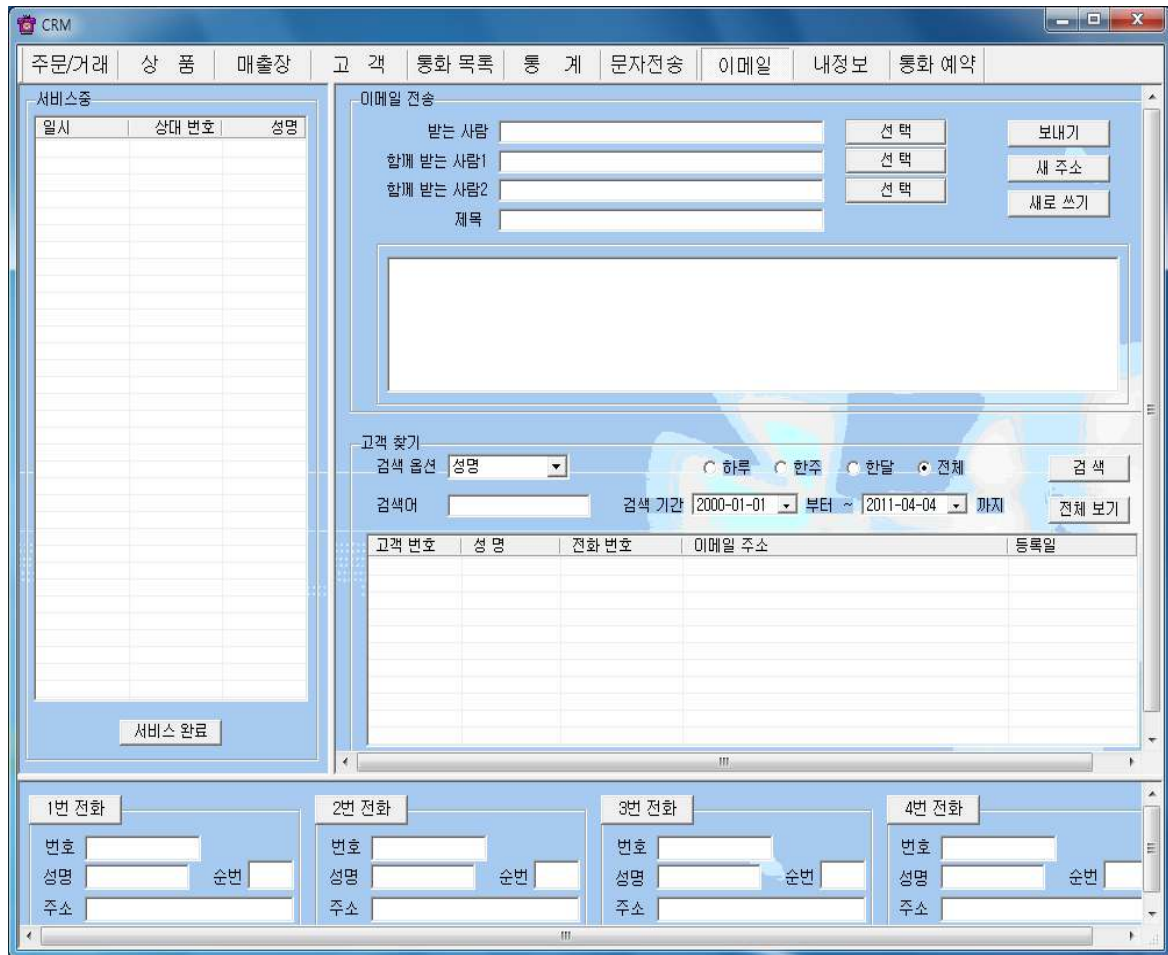 CRM
주문/거래 상 품 매출장 고 객 통화 목록 통 계 문자전송 이메일 내정보 통화 예약
서비스중
일시 상대 번호 성명
서비스 완료
이메일 전송
받는 사람 선 택 보내기
함께 받는 사람1 선 택 새 주소
함께 받는 사람2 선 택 새로 쓰기
제목
고객 찾기
검색 옵션 성명 하루 한주 한달 전체 검 색
검색어 검색 기간 2000-01-01 부터 ~ 2011-04-04 까지 전체 보기
고객 번호 성 명 전화 번호 이메일 주소 등록일
1번 전화 2번 전화 3번 전화 4번 전화
번호 번호 번호 번호
성명 순번 성명 순번 성명 순번 성명 순번
주소 주소 주소 주소